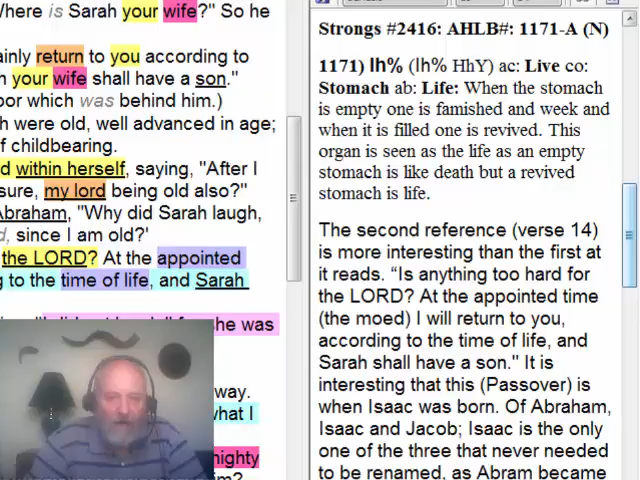 Where is Sarah your wife?" So he
ainly return to you according to
your wife shall have a son."
oor which was behind him.)
h were old, well advanced in age;
f childbearing.
d within herself, saying, "After I
sure, my lord being old also?"
Abraham, "Why did Sarah laugh,
d, since I am old?'
the LORD? At the appointed
g to the time of life, and Sarah
she was
way.
what I
nighty
Strongs #2416: AHLB#: 1171-A (N)
1171) lh% (lh% HhY) ac: Live co:
Stomach ab: Life: When the stomach
is empty one is famished and week and
when it is filled one is revived. This
organ is seen as the life as an empty
stomach is like death but a revived
stomach is life.
The second reference (verse 14)
is more interesting than the first at
it reads. “Is anything too hard for
the LORD? At the appointed time
(the moed) I will return to you,
according to the time of life, and
Sarah shall have a son." It is
interesting that this (Passover) is
when Isaac was born. Of Abraham,
Isaac and Jacob; Isaac is the only
one of the three that never needed
to be renamed, as Abram became